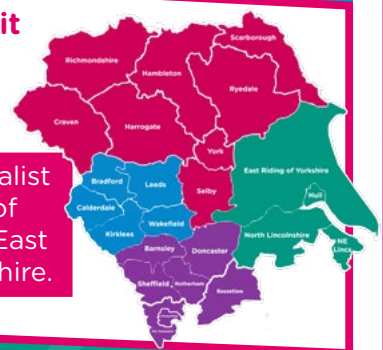 it
Scarborough
Richmondshire
Hambleton
Ryedale
Craven
Harrogate
York
East Riding of Yorkshire
Bradford
Leeds
Selby
Hull
Calderdale
Wakefield
North Lincolnshire
Kirklees
NE
Lincs
Barnsley
Doncaster
Sheffield
Rotherham
Bassetlaw
alist
of
East
hire.